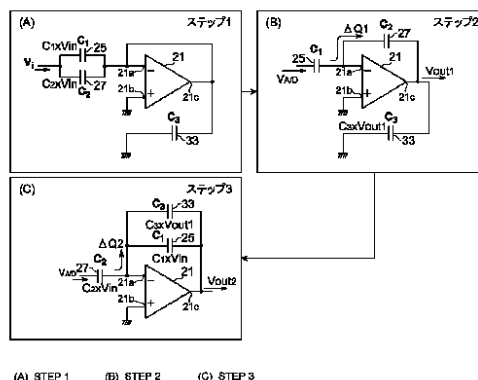 (A) ステップ1
C1xVin C1 25
Vi
C2xVin C2 27
21
21a
21b
21c
C3
33
(B) ステップ2
ΔQ1 C2
27
25 C1
VA/D
21
21a
21b
21c
Vout1
C3xVout1 C3
33
(C) ステップ3
C3
33
C3xVout1
C1
25
C1xVin
ΔQ2
27 C2
VA/D
C2xVin
21
21a
21b
21c
Vout2
(A) STEP 1 (B) STEP 2 (C) STEP 3